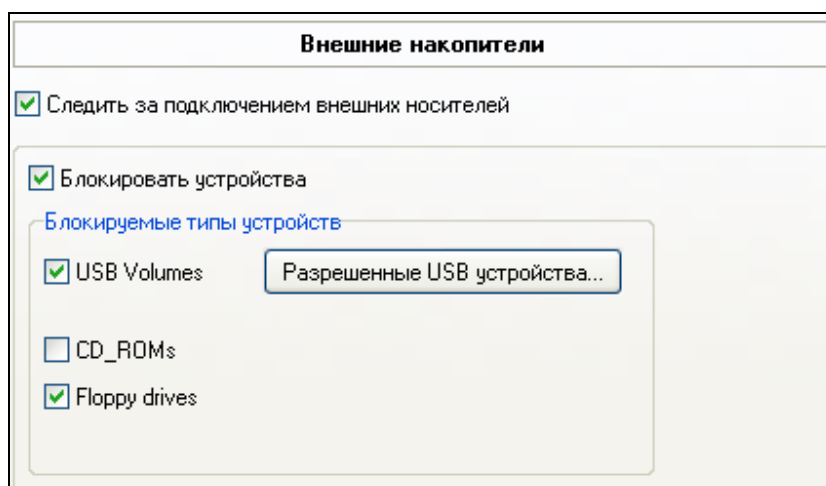 Внешние накопители
Следить за подключением внешних носителей
Блокировать устройства
Блокируемые типы устройств
USB Volumes Разрешенные USB устройства...
CD_ROMs
Floppy drives